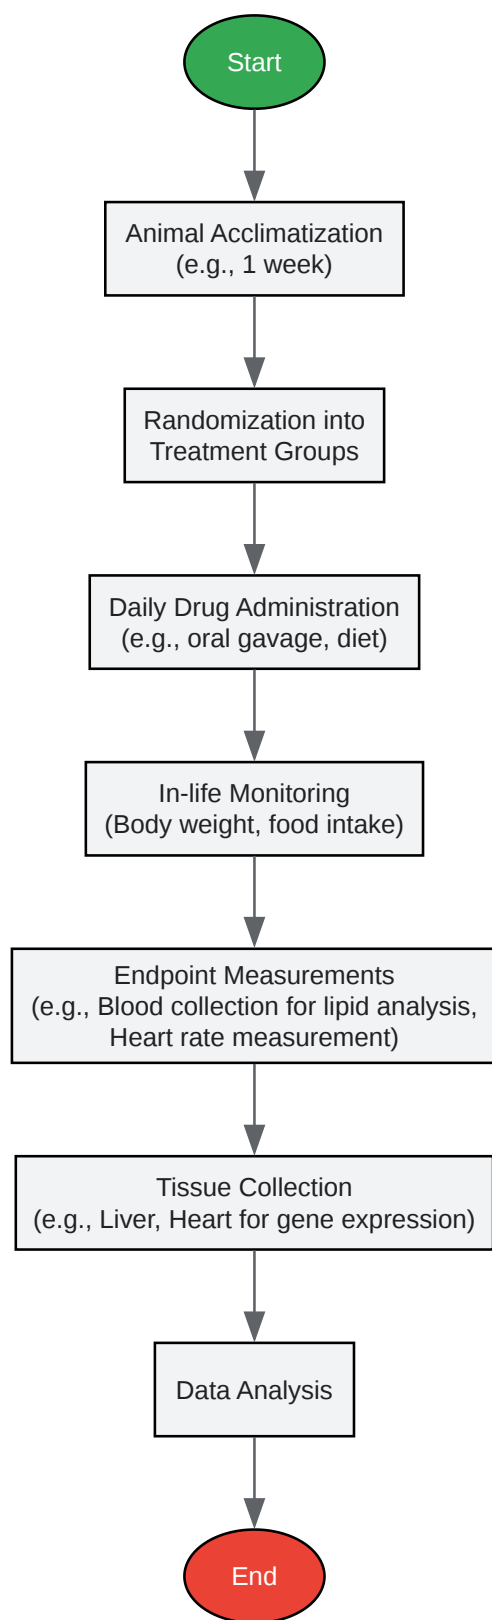 Start
Animal Acclimatization
(e.g., 1 week)
Randomization into
Treatment Groups
Daily Drug Administration
(e.g., oral gavage, diet)
In-life Monitoring
(Body weight, food intake)
Endpoint Measurements
(e.g., Blood collection for lipid analysis,
Heart rate measurement)
Tissue Collection
(e.g., Liver, Heart for gene expression)
Data Analysis
End